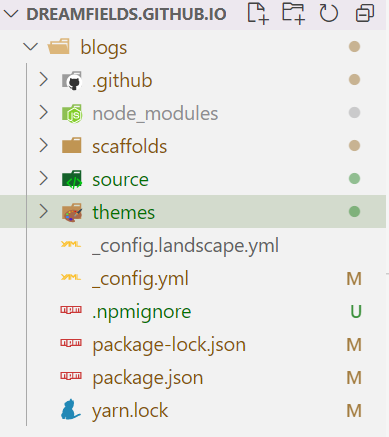 DREAMFIELDS.GITHUB.IO
blogs
.github
node_modules
scaffolds
source
themes
_config.landscape.yml
_config.yml M
.npmignore U
package-lock.json M
package.json M
yarn.lock M